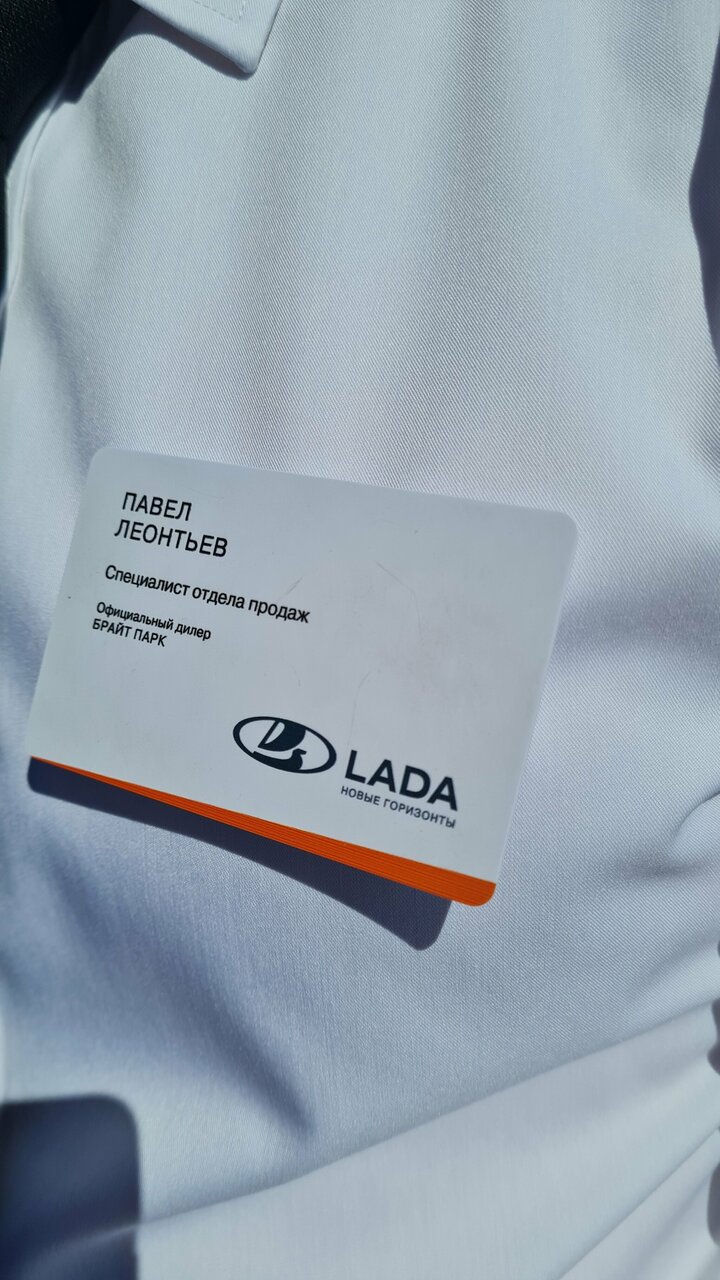 ПАВЕЛ
ЛЕОНТЬЕВ
Специалист отдела продаж
Официальный дилер
БРАЙТ ПАРК
LADA
НОВЫЕ ГОРИЗОНТЫ